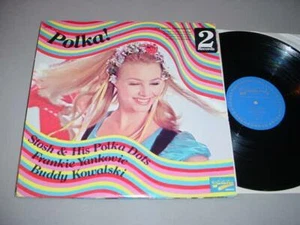 Polka!
2
Stosh & His Polka Dots
Frankie Yankovic
Buddy Kowalski